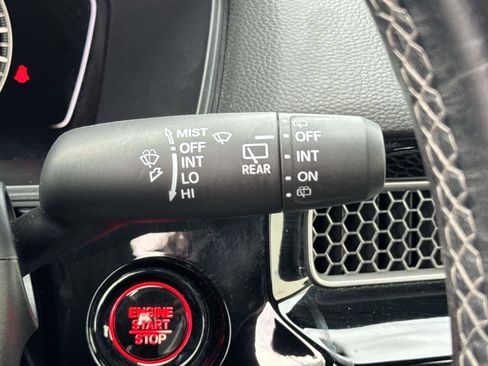 MIST
OFF
INT
LO
HI
REAR
OFF
INT
ON
ENGINE
START
STOP